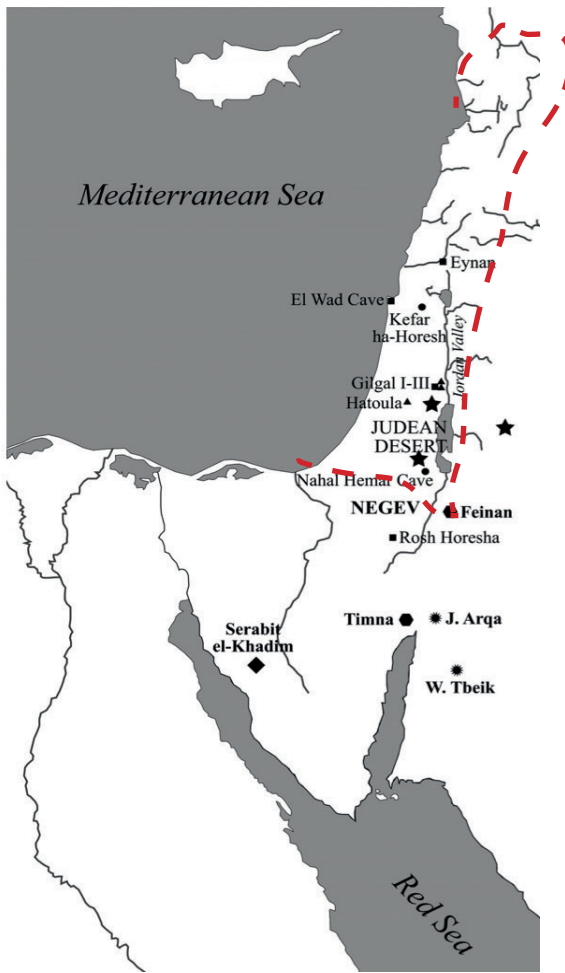 Mediterranean Sea
Eynan
El Wad Cave
Kefar
ha-Horesh
Jordan Valley
Gilgal I-III
Hatoula
JUDEAN
DESERT
Nahal Hemar Cave
NEGEV
Feinan
Rosh Horesha
Timna
J. Arqa
Serabit
el-Khadim
W. Tbeik
Red Sea